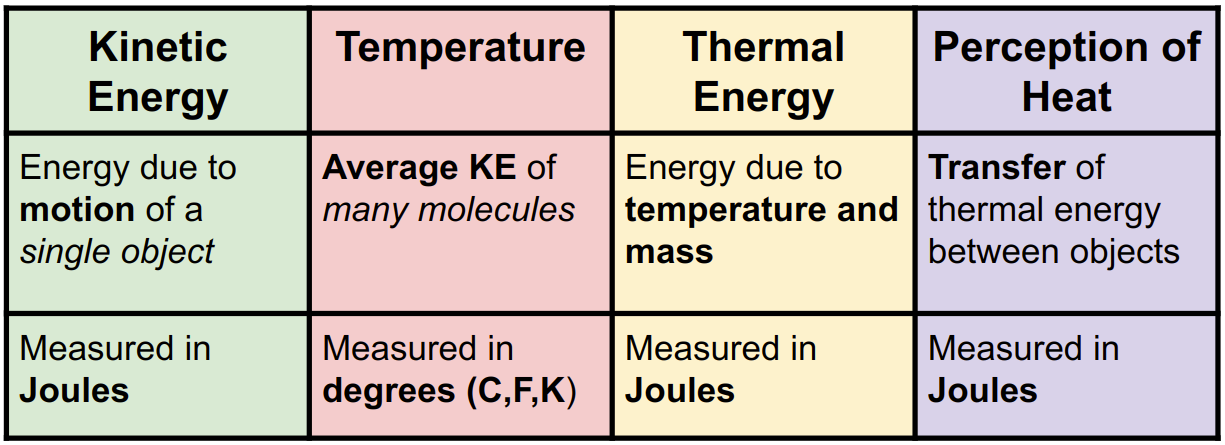 Kinetic
Energy
Temperature
Thermal
Energy
Perception of
Heat
Energy due to
motion of a
single object
Average KE of
many molecules
Energy due to
temperature and
mass
Transfer of
thermal energy
between objects
Measured in
Joules
Measured in
degrees (C,F,K)
Measured in
Joules
Measured in
Joules